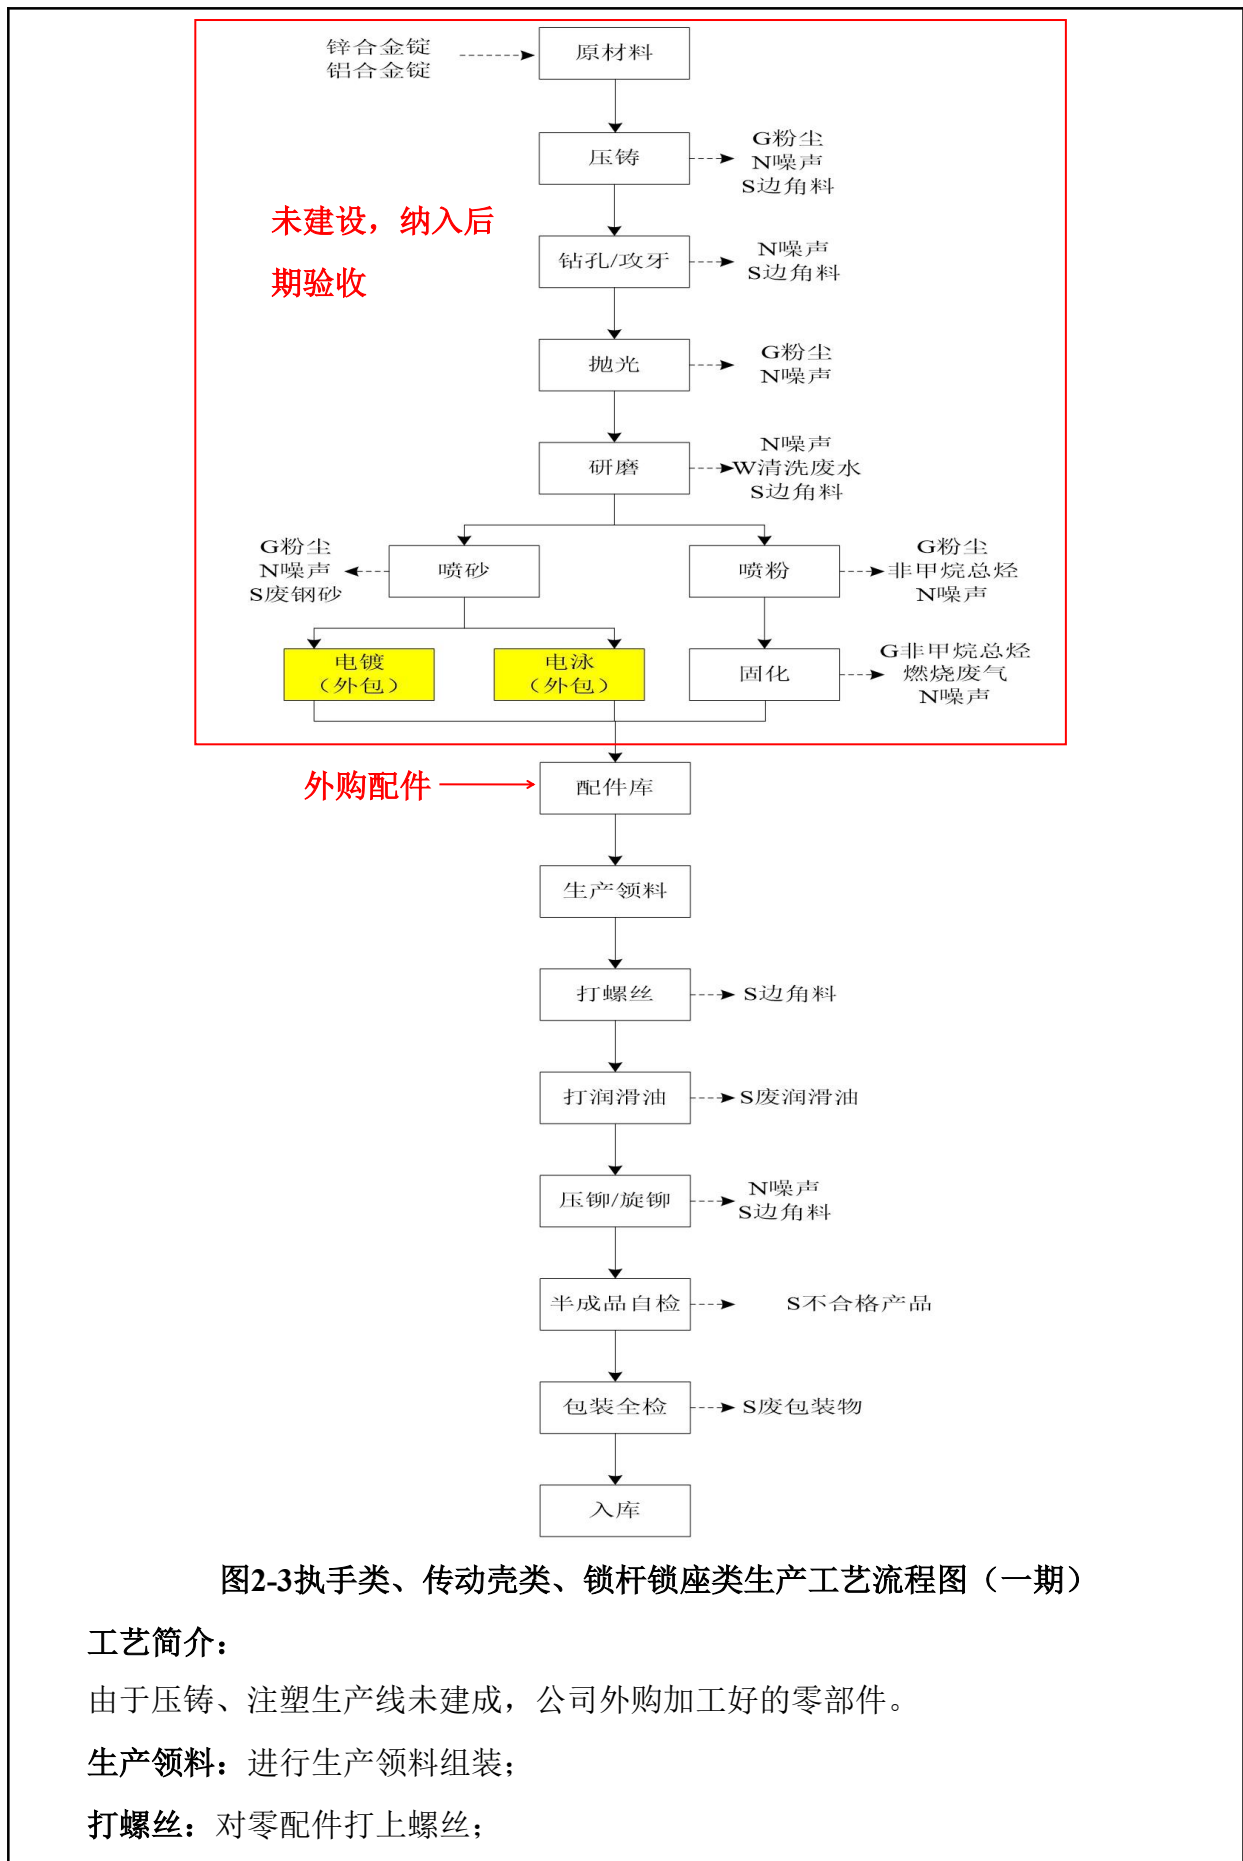 锌合金锭
铝合金锭
原材料
压铸
G粉尘
N噪声
S边角料
未建设，纳入后
期验收
钻孔/攻牙
N噪声
S边角料
抛光
G粉尘
N噪声
研磨
N噪声
W清洗废水
S边角料
G粉尘
N噪声
S废钢砂
喷砂
喷粉
G粉尘
非甲烷总烃
N噪声
电镀
（外包）
电泳
（外包）
固化
G非甲烷总烃
燃烧废气
N噪声
外购配件
配件库
生产领料
打螺丝
S边角料
打润滑油
S废润滑油
压铆/旋铆
N噪声
S边角料
半成品自检
S不合格产品
包装全检
S废包装物
入库
图2-3执手类、传动壳类、锁杆锁座类生产工艺流程图（一期）
工艺简介：
由于压铸、注塑生产线未建成，公司外购加工好的零部件。
生产领料：进行生产领料组装；
打螺丝：对零配件打上螺丝；